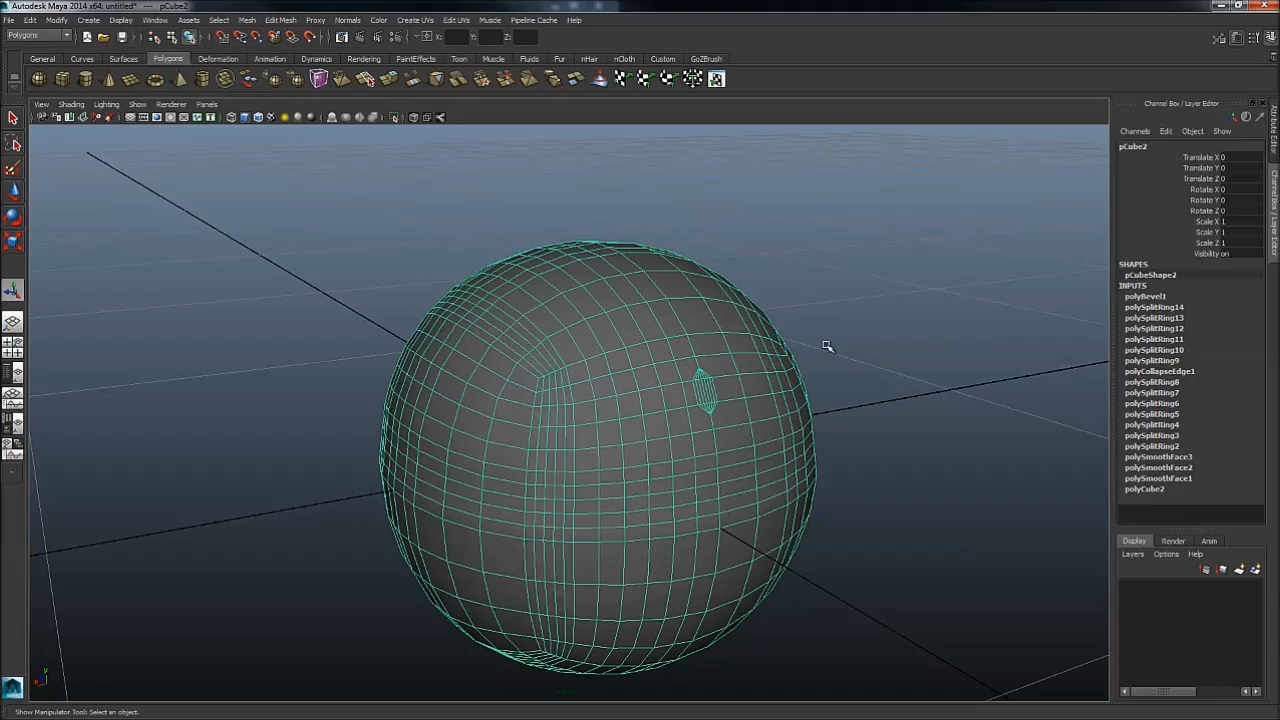 Autodesk Maya 2014 x64: untitled* --- pCube2
File Edit Modify Create Display Window Assets Select Mesh Edit Mesh Proxy Normals Color Create UVs Edit UVs Muscle Pipeline Cache Help
Polygons X: Y: Z:
General Curves Surfaces Polygons Deformation Animation Dynamics Rendering PaintEffects Toon Muscle Fluids Fur nHair nCloth Custom GoZBrush
View Shading Lighting Show Renderer Panels
Channel Box / Layer Editor
Channels Edit Object Show
pCube2
Translate X 0
Translate Y 0
Translate Z 0
Rotate X 0
Rotate Y 0
Rotate Z 0
Scale X 1
Scale Y 1
Scale Z 1
Visibility on
SHAPES
pCubeShape2
INPUTS
polyBevel1
polySplitRing14
polySplitRing13
polySplitRing12
polySplitRing11
polySplitRing10
polySplitRing9
polyCollapseEdge1
polySplitRing8
polySplitRing7
polySplitRing6
polySplitRing5
polySplitRing4
polySplitRing3
polySplitRing2
polySmoothFace3
polySmoothFace2
polySmoothFace1
polyCube2
Display Render Anim
Layers Options Help
Attribute Editor
Channel Box / Layer Editor
y
x
Show Manipulator Tool: Select an object.